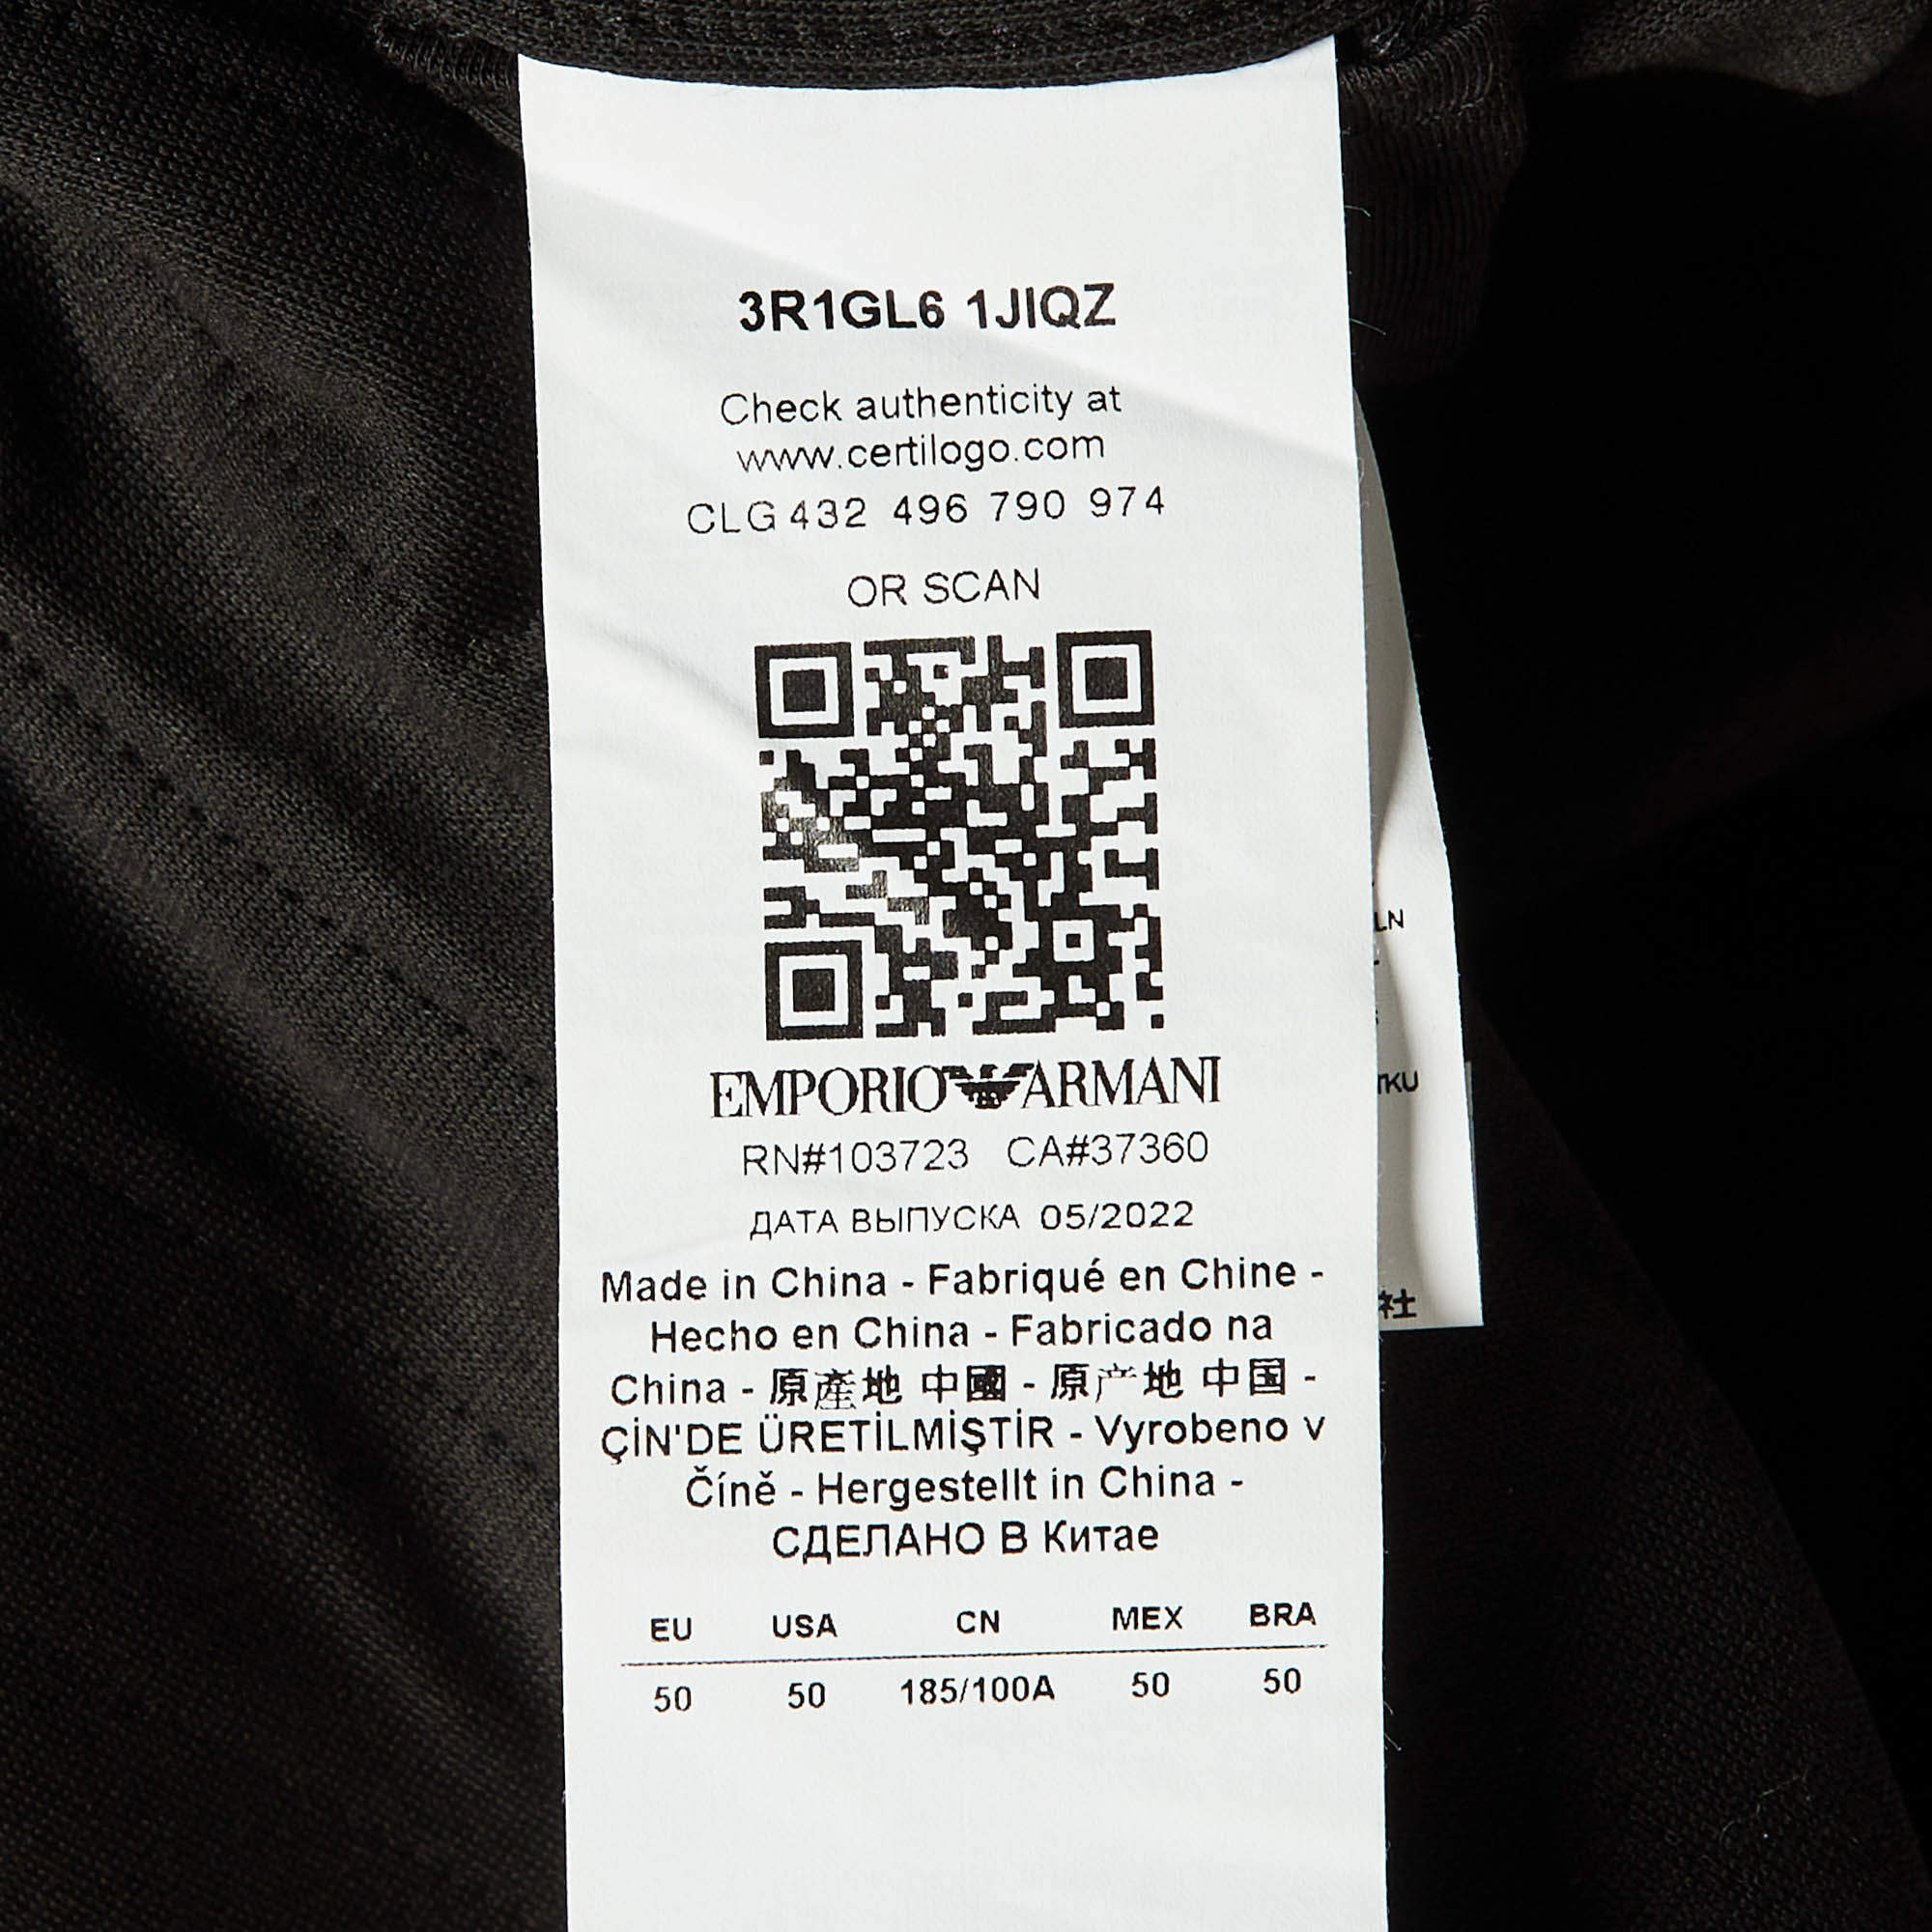 3R1GL6 1JIQZ
Check authenticity at
www.certilogo.com
CLG 432 496 790 974
OR SCAN
EMPORIO ARMANI
RN#103723 CA#37360
ДАТА ВЫПУСКА 05/2022
Made in China - Fabriqué en Chine -
Hecho en China - Fabricado na
China - 原產地 中國 - 原产地 中国 -
ÇİN'DE ÜRETİLMİŞTİR - Vyrobeno v
Číně - Hergestellt in China -
СДЕЛАНО В Китае
EU USA CN MEX BRA
50 50 185/100A 50 50
LN
TKU
社